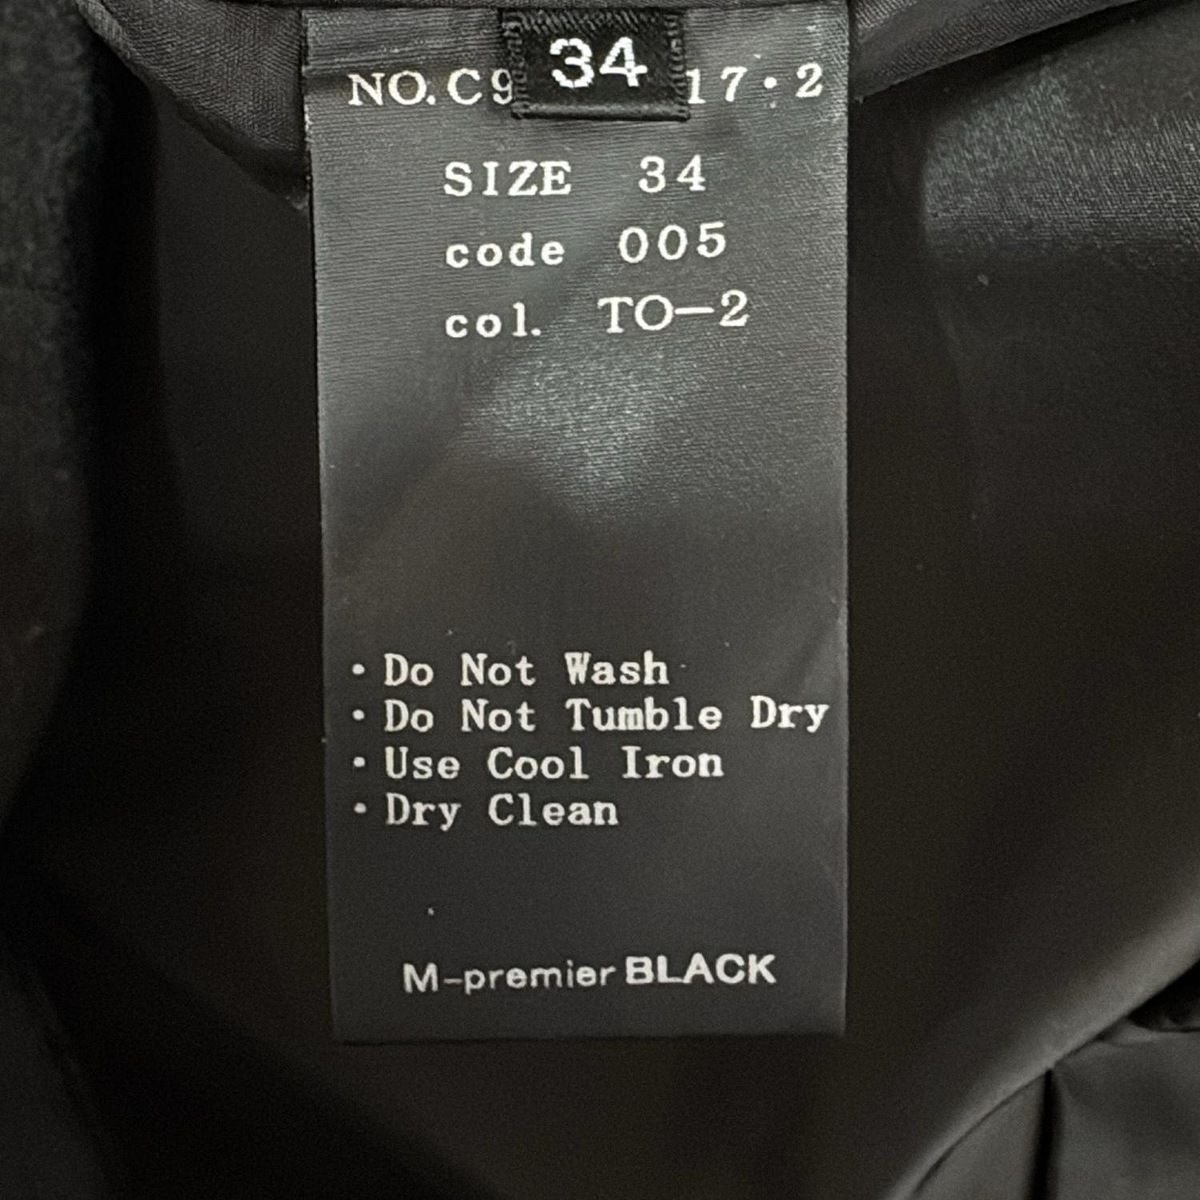 34
NO. C9 17・2
SIZE 34
code 005
col. TO-2
・Do Not Wash
・Do Not Tumble Dry
・Use Cool Iron
・Dry Clean
M-premier BLACK